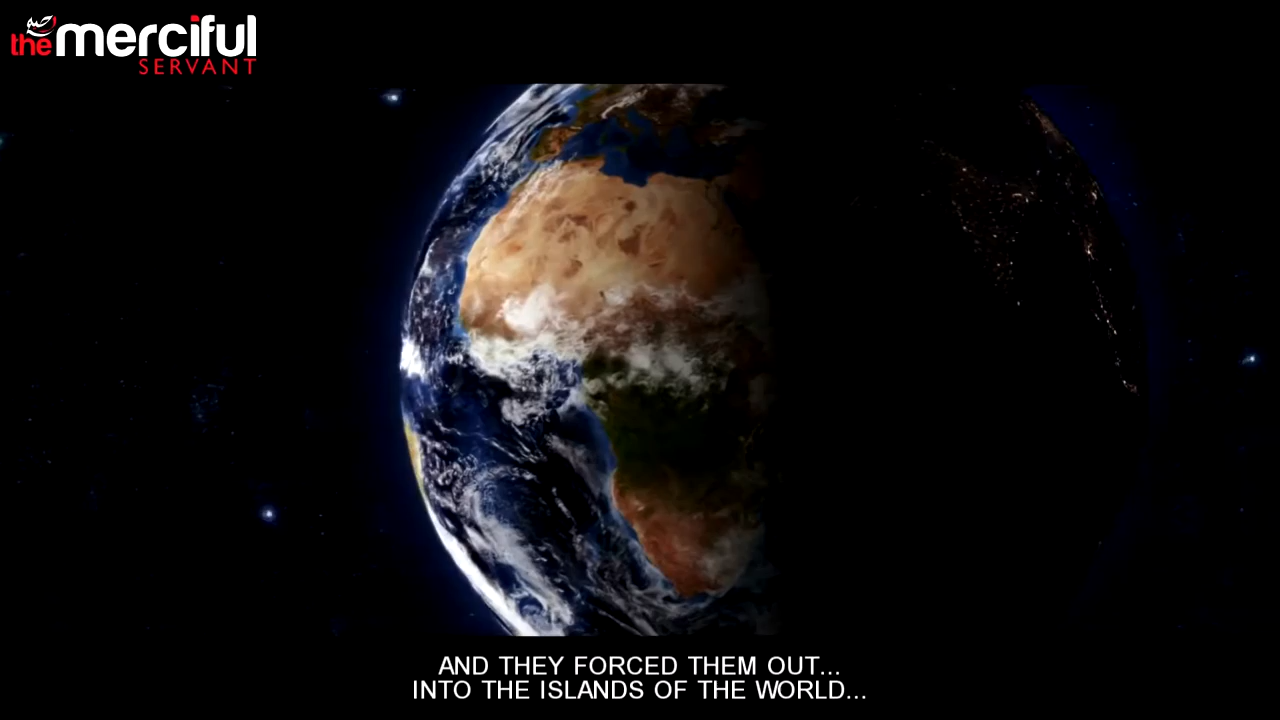 the merciful
SERVANT
AND THEY FORCED THEM OUT...
INTO THE ISLANDS OF THE WORLD...